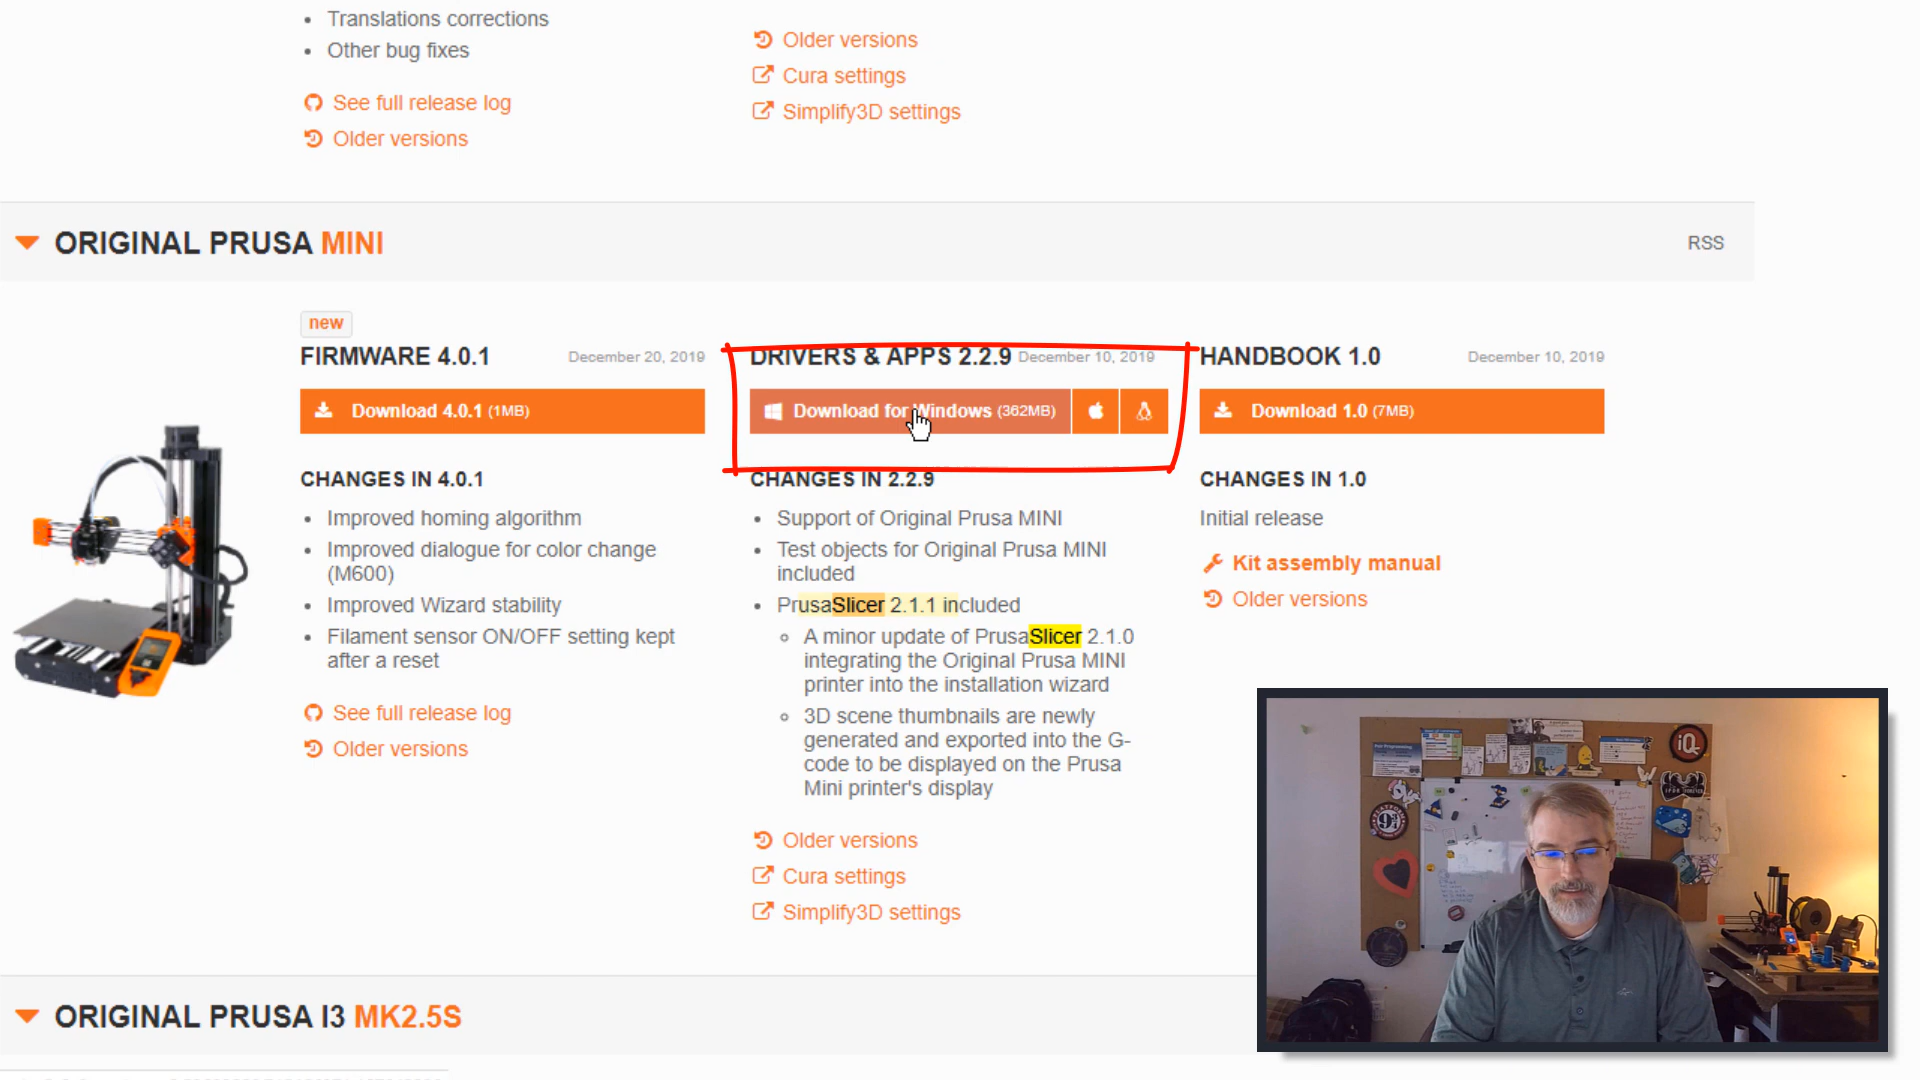 Translations corrections
Other bug fixes
See full release log
Older versions
Older versions
Cura settings
Simplify3D settings
ORIGINAL PRUSA MINI
RSS
new
FIRMWARE 4.0.1
December 20, 2019
Download 4.0.1 (1MB)
CHANGES IN 4.0.1
Improved homing algorithm
Improved dialogue for color change
(M600)
Improved Wizard stability
Filament sensor ON/OFF setting kept
after a reset
See full release log
Older versions
DRIVERS & APPS 2.2.9
December 10, 2019
Download for Windows (362MB)
CHANGES IN 2.2.9
Support of Original Prusa MINI
Test objects for Original Prusa MINI
included
PrusaSlicer 2.1.1 included
A minor update of PrusaSlicer 2.1.0
integrating the Original Prusa MINI
printer into the installation wizard
3D scene thumbnails are newly
generated and exported into the G-
code to be displayed on the Prusa
Mini printer's display
Older versions
Cura settings
Simplify3D settings
HANDBOOK 1.0
December 10, 2019
Download 1.0 (7MB)
CHANGES IN 1.0
Initial release
Kit assembly manual
Older versions
iQ
ORIGINAL PRUSA I3 MK2.5S